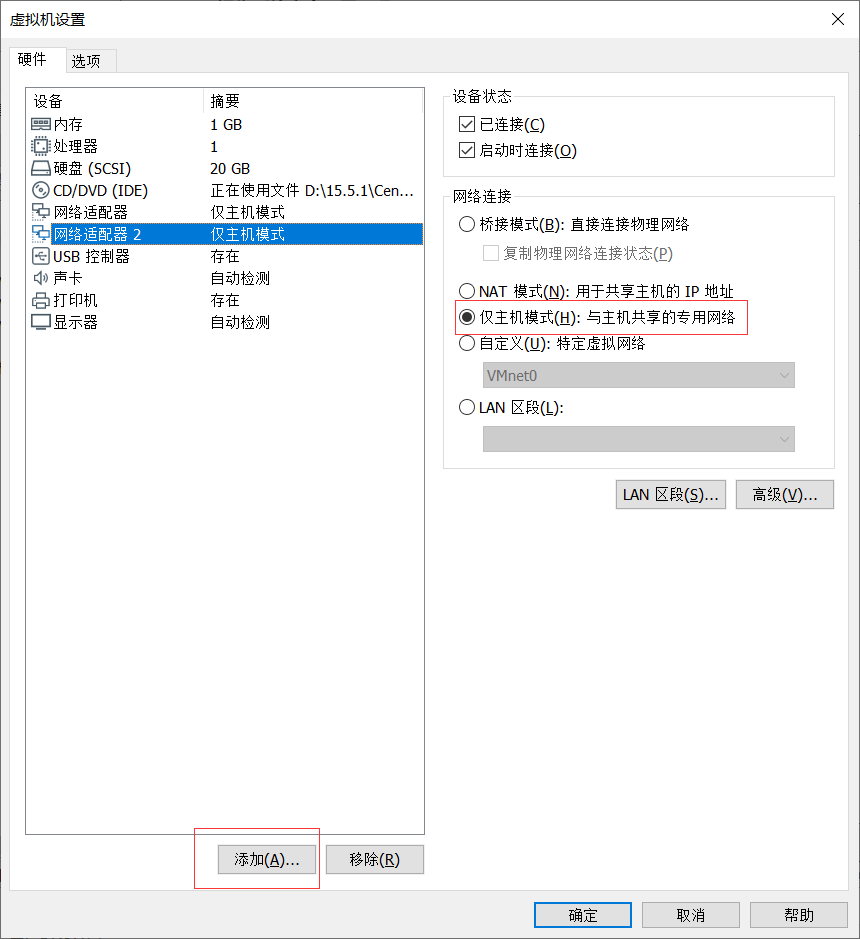 虚拟机设置
硬件 选项
设备 摘要
内存 1 GB
处理器 1
硬盘 (SCSI) 20 GB
CD/DVD (IDE) 正在使用文件 D:\15.5.1\Cen...
网络适配器 仅主机模式
网络适配器 2 仅主机模式
USB 控制器 存在
声卡 自动检测
打印机 存在
显示器 自动检测
添加(A)... 移除(R)
设备状态
已连接(C)
启动时连接(O)
网络连接
桥接模式(B): 直接连接物理网络
复制物理网络连接状态(P)
NAT 模式(N): 用于共享主机的 IP 地址
仅主机模式(H): 与主机共享的专用网络
自定义(U): 特定虚拟网络
VMnet0
LAN 区段(L):
LAN 区段(S)... 高级(V)...
确定 取消 帮助